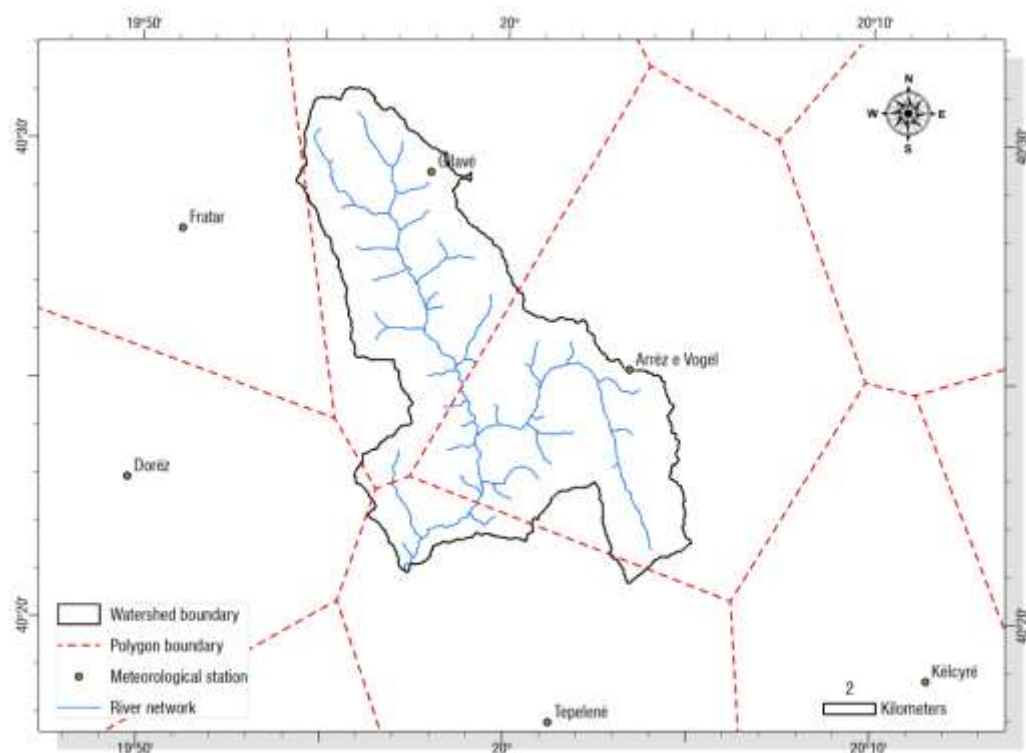 19°50' 20° 20°10'
N
W E
S
40°30' 40°30'
Gllavë
Fratar
Arrëz e Vogël
Dorëz
40°20' 40°20'
Watershed boundary
Polygon boundary
Meteorological station
River network
Tepelenë
Këlcyrë
2
Kilometers
19°50' 20° 20°10'